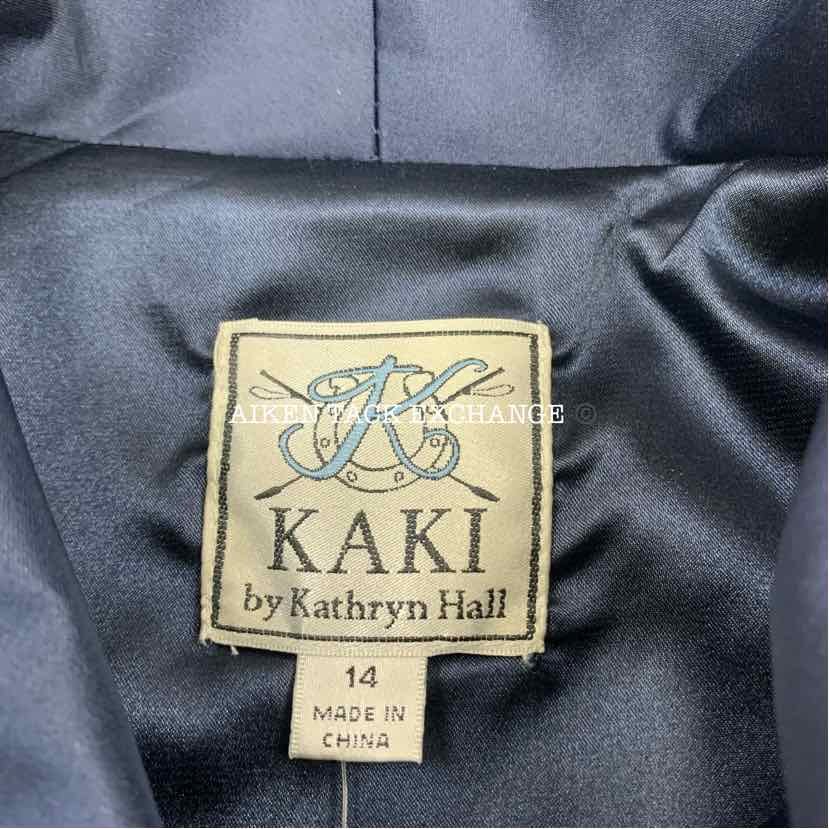 K
AIKEN TACK EXCHANGE ©
KAKI
by Kathryn Hall
14
MADE IN
CHINA